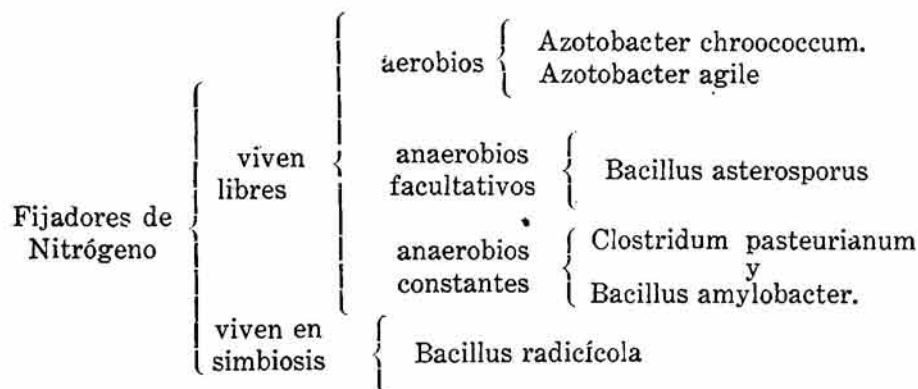 Fijadores de
Nitrógeno
viven
libres
aerobios
Azotobacter chroococcum.
Azotobacter agile
anaerobios
facultativos
Bacillus asterosporus
anaerobios
constantes
Clostridum pasteurianum
y
Bacillus amylobacter.
viven en
simbiosis
Bacillus radicícola